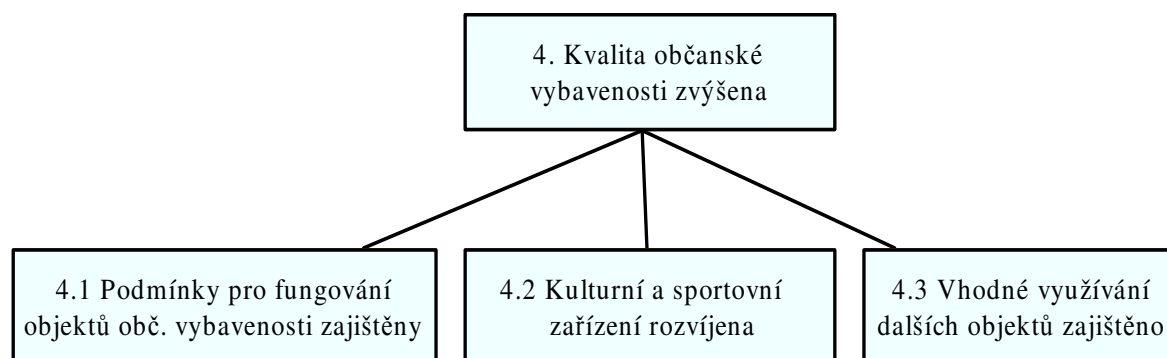 4. Kvalita občanské
vybavenosti zvýšena
4.1 Podmínky pro fungování
objektů obč. vybavenosti zajištěny
4.2 Kulturní a sportovní
zařízení rozvíjena
4.3 Vhodné využívání
dalších objektů zajištěno